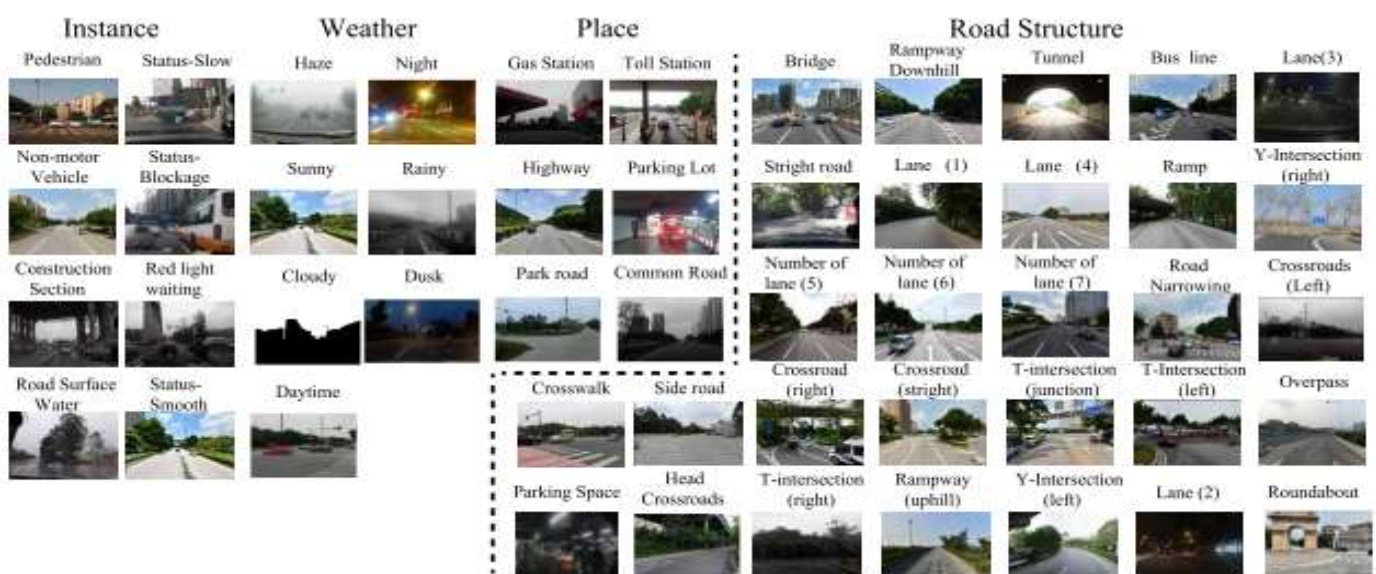 Instance Weather Place Road Structure
Pedestrian Status-Slow Haze Night Gas Station Toll Station Bridge Rampway Downhill Tunnel Bus line Lane(3)
Non-motor Vehicle Status-Blockage Sunny Rainy Highway Parking Lot Stright road Lane (1) Lane (4) Ramp Y-Intersection (right)
Construction Section Red light waiting Cloudy Dusk Park road Common Road Number of lane (5) Number of lane (6) Number of lane (7) Road Narrowing Crossroads (Left)
Road Surface Water Status-Smooth Daytime Crosswalk Side road Crossroad (right) Crossroad (stright) T-intersection (junction) T-Intersection (left) Overpass
Parking Space Head Crossroads T-intersection (right) Rampway (uphill) Y-Intersection (left) Lane (2) Roundabout